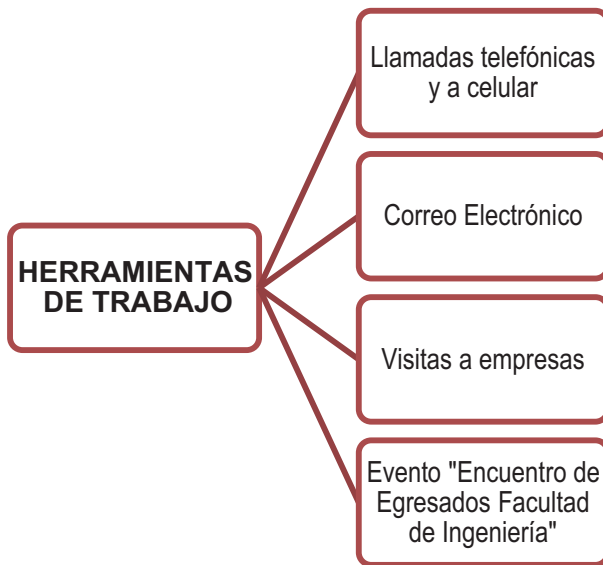 Llamadas telefónicas
y a celular
Correo Electrónico
HERRAMIENTAS
DE TRABAJO
Visitas a empresas
Evento "Encuentro de
Egresados Facultad
de Ingeniería"